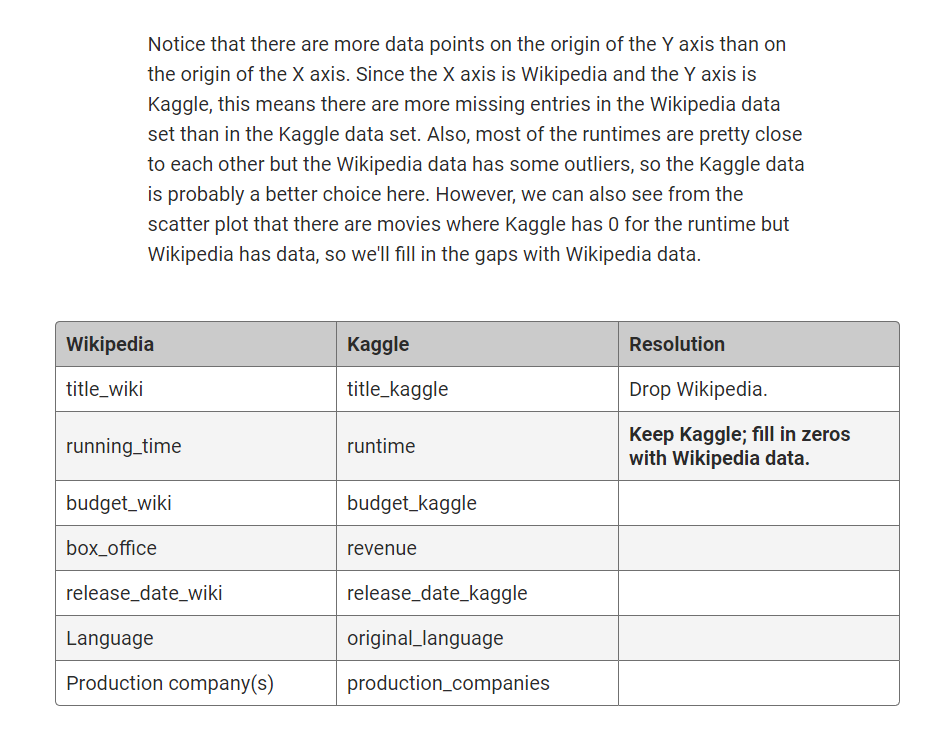 Notice that there are more data points on the origin of the Y axis than on
the origin of the X axis. Since the X axis is Wikipedia and the Y axis is
Kaggle, this means there are more missing entries in the Wikipedia data
set than in the Kaggle data set. Also, most of the runtimes are pretty close
to each other but the Wikipedia data has some outliers, so the Kaggle data
is probably a better choice here. However, we can also see from the
scatter plot that there are movies where Kaggle has 0 for the runtime but
Wikipedia has data, so we'll fill in the gaps with Wikipedia data.
Wikipedia Kaggle Resolution
title_wiki title_kaggle Drop Wikipedia.
running_time runtime Keep Kaggle; fill in zeros
with Wikipedia data.
budget_wiki budget_kaggle
box_office revenue
release_date_wiki release_date_kaggle
Language original_language
Production company(s) production_companies